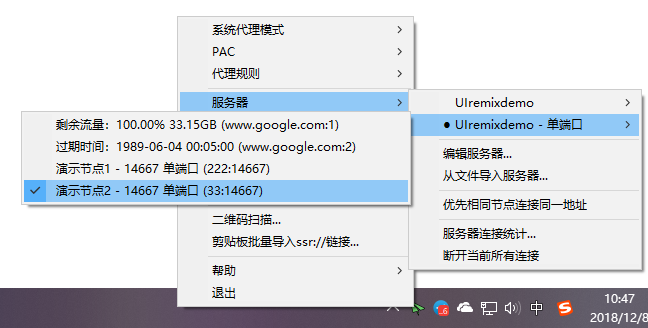 系统代理模式
PAC
代理规则
服务器
UIremixdemo
UIremixdemo - 单端口
编辑服务器...
从文件导入服务器...
优先相同节点连接同一地址
服务器连接统计...
断开当前所有连接
剩余流量：100.00% 33.15GB (www.google.com:1)
过期时间：1989-06-04 00:05:00 (www.google.com:2)
演示节点1 - 14667 单端口 (222:14667)
演示节点2 - 14667 单端口 (33:14667)
二维码扫描...
剪贴板批量导入ssr://链接...
帮助
退出
中
10:47
2018/12/8